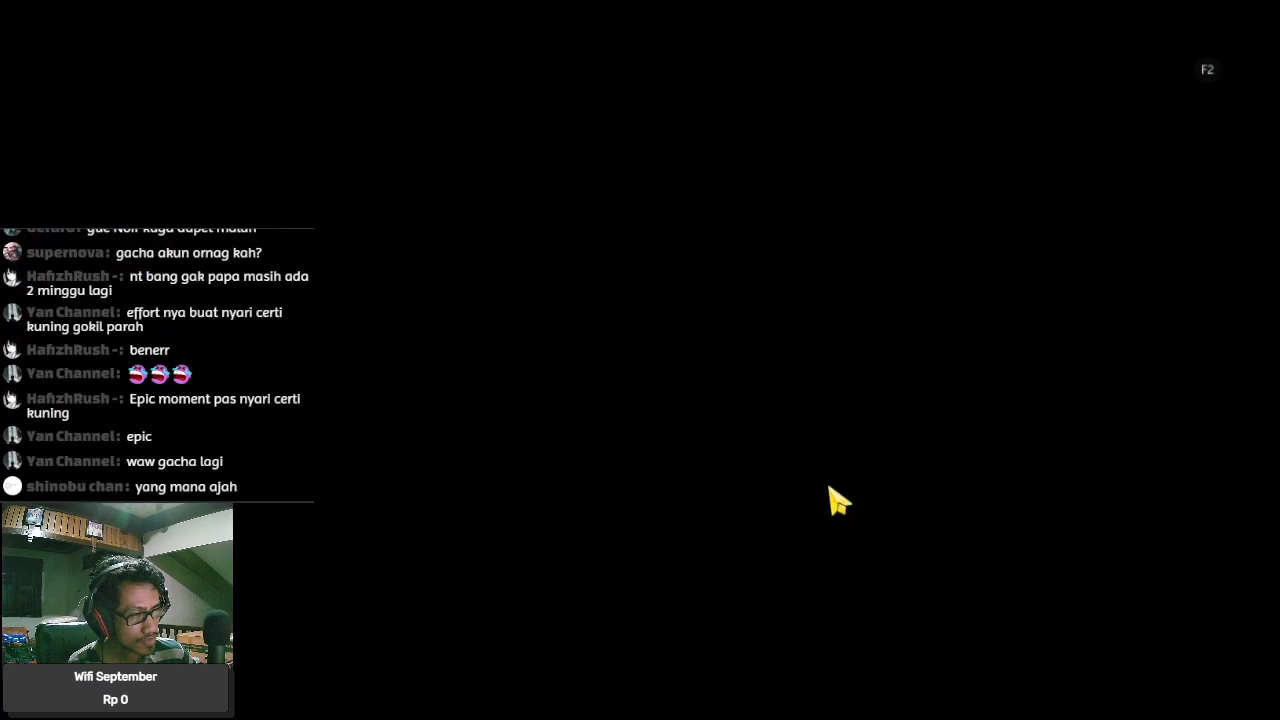 F2
supernova: gacha akun ornag kah?
HafizhRush -: nt bang gak papa masih ada
2 minggu lagi
Yan Channel: effort nya buat nyari certi
kuning gokil parah
HafizhRush -: benerr
Yan Channel:
HafizhRush -: Epic moment pas nyari certi
kuning
Yan Channel: epic
Yan Channel: waw gacha lagi
shinobu chan: yang mana ajah
Wifi September
Rp 0